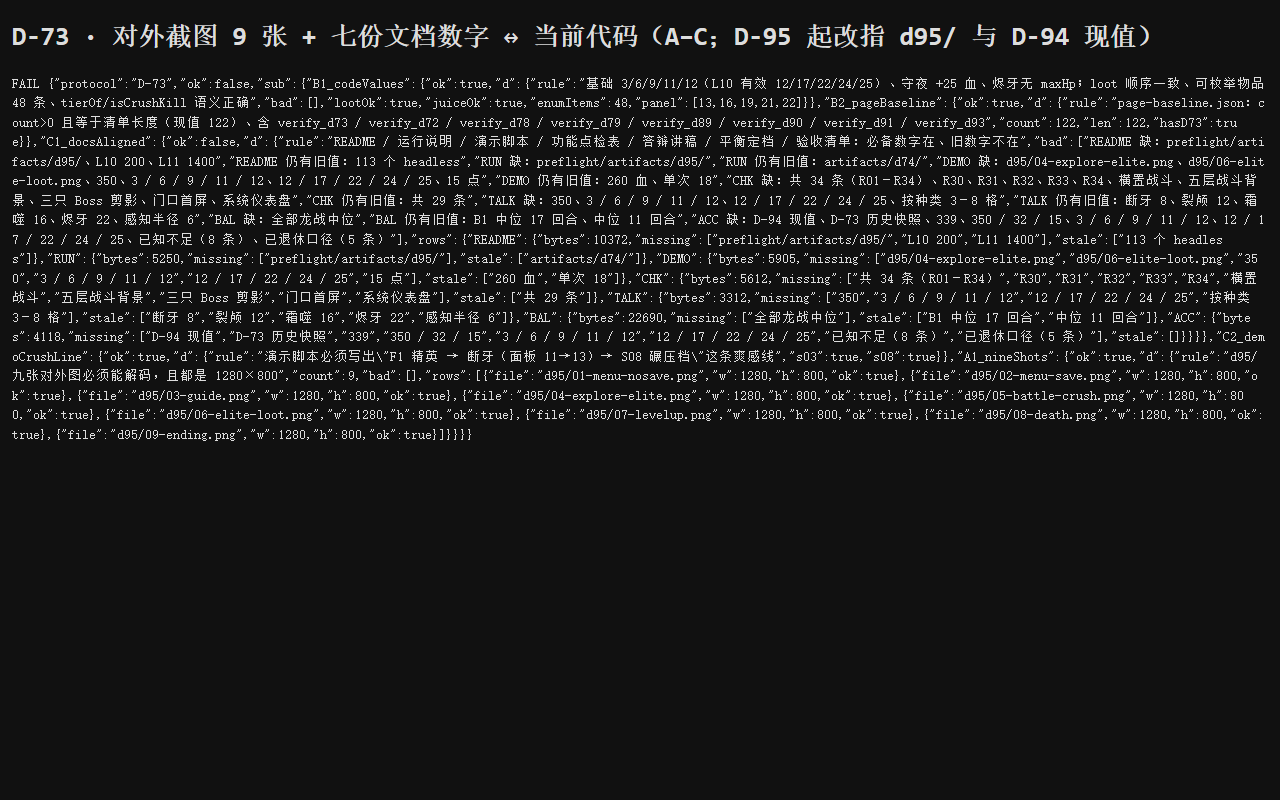 D-73 · 对外截图 9 张 + 七份文档数字 ↔ 当前代码（A–C；D-95 起改指 d95/ 与 D-94 现值）
FAIL {"protocol":"D-73","ok":false,"sub":{"B1_codeValues":{"ok":true,"d":{"rule":"基础 3/6/9/11/12（L10 有效 12/17/22/24/25）、守夜 +25 血、烬牙无 maxHp；loot 顺序一致、可枚举物品
48 条、tierOf/isCrushKill 语义正确","bad":[],"lootOk":true,"juiceOk":true,"enumItems":48,"panel":[13,16,19,21,22]}},"B2_pageBaseline":{"ok":true,"d":{"rule":"page-baseline.json：c
ount>0 且等于清单长度（现值 122）、含 verify_d73 / verify_d72 / verify_d78 / verify_d79 / verify_d89 / verify_d90 / verify_d91 / verify_d93","count":122,"len":122,"hasD73":tru
e}},"C1_docsAligned":{"ok":false,"d":{"rule":"README / 运行说明 / 演示脚本 / 功能点检表 / 答辩讲稿 / 平衡定档 / 验收清单：必备数字在、旧数字不在","bad":["README 缺：preflight/arti
facts/d95/、L10 200、L11 1400","README 仍有旧值：113 个 headless","RUN 缺：preflight/artifacts/d95/","RUN 仍有旧值：artifacts/d74/","DEMO 缺：d95/04-explore-elite.png、d95/06-elit
e-loot.png、350、3 / 6 / 9 / 11 / 12、12 / 17 / 22 / 24 / 25、15 点","DEMO 仍有旧值：260 血、单次 18","CHK 缺：共 34 条（R01–R34）、R30、R31、R32、R33、R34、横置战斗、五层战斗背
景、三只 Boss 剪影、门口首屏、系统仪表盘","CHK 仍有旧值：共 29 条","TALK 缺：350、3 / 6 / 9 / 11 / 12、12 / 17 / 22 / 24 / 25、按种类 3–8 格","TALK 仍有旧值：断牙 8、裂颅 12、霜
噬 16、烬牙 22、感知半径 6","BAL 缺：全部龙战中位","BAL 仍有旧值：B1 中位 17 回合、中位 11 回合","ACC 缺：D-94 现值、D-73 历史快照、339、350 / 32 / 15、3 / 6 / 9 / 11 / 12、12 / 1
7 / 22 / 24 / 25、已知不足（8 条）、已退休口径（5 条）"],"rows":{"README":{"bytes":10372,"missing":["preflight/artifacts/d95/","L10 200","L11 1400"],"stale":["113 个 headles
s"]},"RUN":{"bytes":5250,"missing":["preflight/artifacts/d95/"],"stale":["artifacts/d74/"]},"DEMO":{"bytes":5905,"missing":["d95/04-explore-elite.png","d95/06-elite-loot.png","35
0","3 / 6 / 9 / 11 / 12","12 / 17 / 22 / 24 / 25","15 点"],"stale":["260 血","单次 18"]},"CHK":{"bytes":5612,"missing":["共 34 条（R01–R34）","R30","R31","R32","R33","R34","横置
战斗","五层战斗背景","三只 Boss 剪影","门口首屏","系统仪表盘"],"stale":["共 29 条"]},"TALK":{"bytes":3312,"missing":["350","3 / 6 / 9 / 11 / 12","12 / 17 / 22 / 24 / 25","按种类
3–8 格"],"stale":["断牙 8","裂颅 12","霜噬 16","烬牙 22","感知半径 6"]},"BAL":{"bytes":22690,"missing":["全部龙战中位"],"stale":["B1 中位 17 回合","中位 11 回合"]},"ACC":{"byte
s":4118,"missing":["D-94 现值","D-73 历史快照","339","350 / 32 / 15","3 / 6 / 9 / 11 / 12","12 / 17 / 22 / 24 / 25","已知不足（8 条）","已退休口径（5 条）"],"stale":[]}}}},"C2_dem
oCrushLine":{"ok":true,"d":{"rule":"演示脚本必须写出\"F1 精英 → 断牙（面板 11→13）→ S08 碾压档\"这条爽感线","s03":true,"s08":true}},"A1_nineShots":{"ok":true,"d":{"rule":"d95/
九张对外图必须能解码，且都是 1280×800","count":9,"bad":[],"rows":[{"file":"d95/01-menu-nosave.png","w":1280,"h":800,"ok":true},{"file":"d95/02-menu-save.png","w":1280,"h":800,"o
k":true},{"file":"d95/03-guide.png","w":1280,"h":800,"ok":true},{"file":"d95/04-explore-elite.png","w":1280,"h":800,"ok":true},{"file":"d95/05-battle-crush.png","w":1280,"h":80
0,"ok":true},{"file":"d95/06-elite-loot.png","w":1280,"h":800,"ok":true},{"file":"d95/07-levelup.png","w":1280,"h":800,"ok":true},{"file":"d95/08-death.png","w":1280,"h":800,"ok":
true},{"file":"d95/09-ending.png","w":1280,"h":800,"ok":true}]}}}}